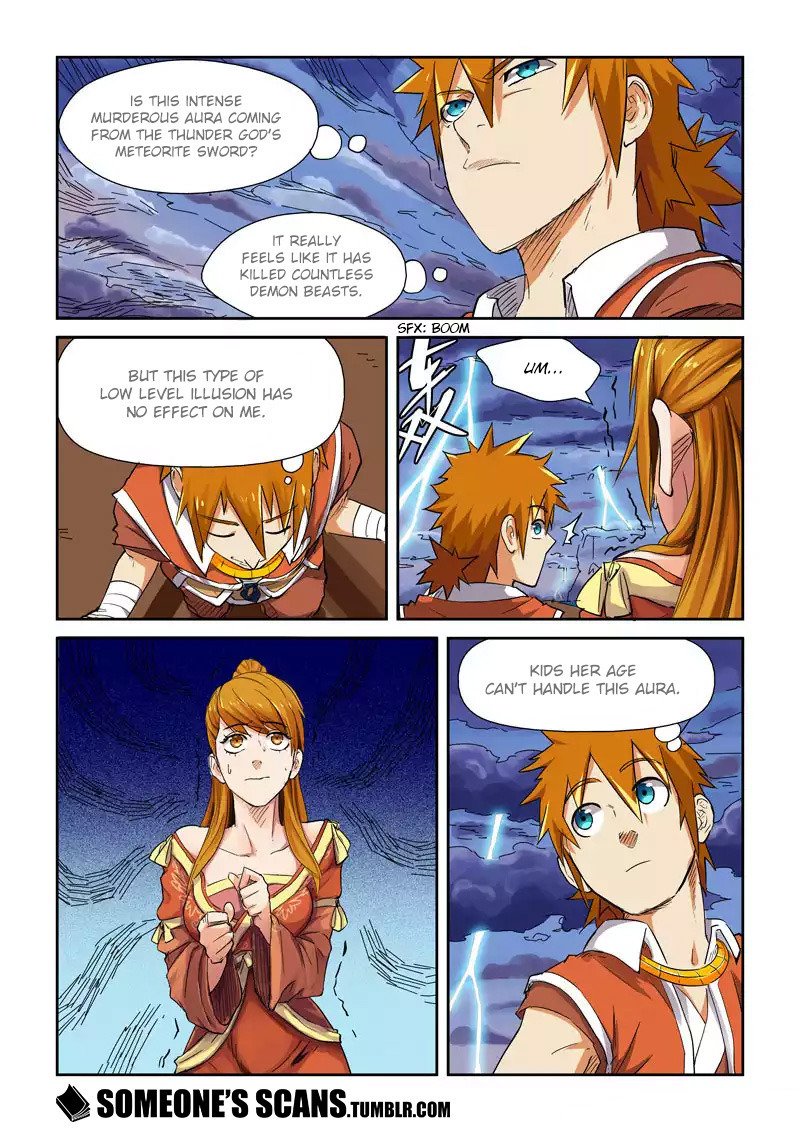 IS THIS INTENSE
MURDEROUS AURA COMING
FROM THE THUNDER GOD'S
METEORITE SWORD?
IT REALLY
FEELS LIKE IT HAS
KILLED COUNTLESS
DEMON BEASTS.
BUT THIS TYPE OF
LOW LEVEL ILLUSION HAS
NO EFFECT ON ME.
SFX: BOOM
UM...
KIDS HER AGE
CAN'T HANDLE THIS AURA.
SOMEONE'S SCANS.TUMBLR.COM